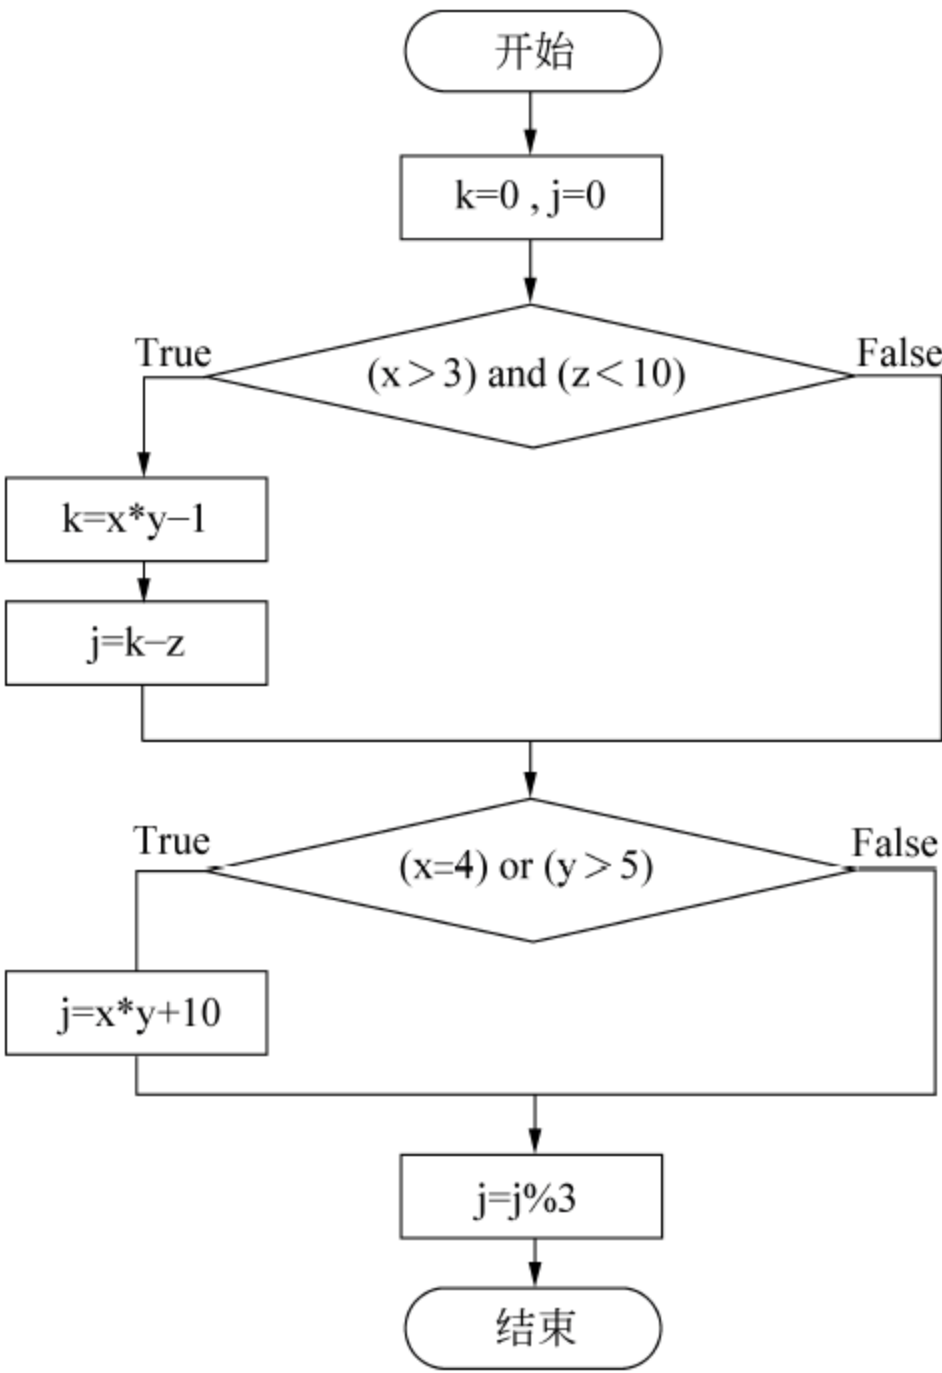 开始
k=0 , j=0
True
(x>3) and (z<10)
False
k=x*y−1
j=k−z
True
(x=4) or (y>5)
False
j=x*y+10
j=j%3
结束